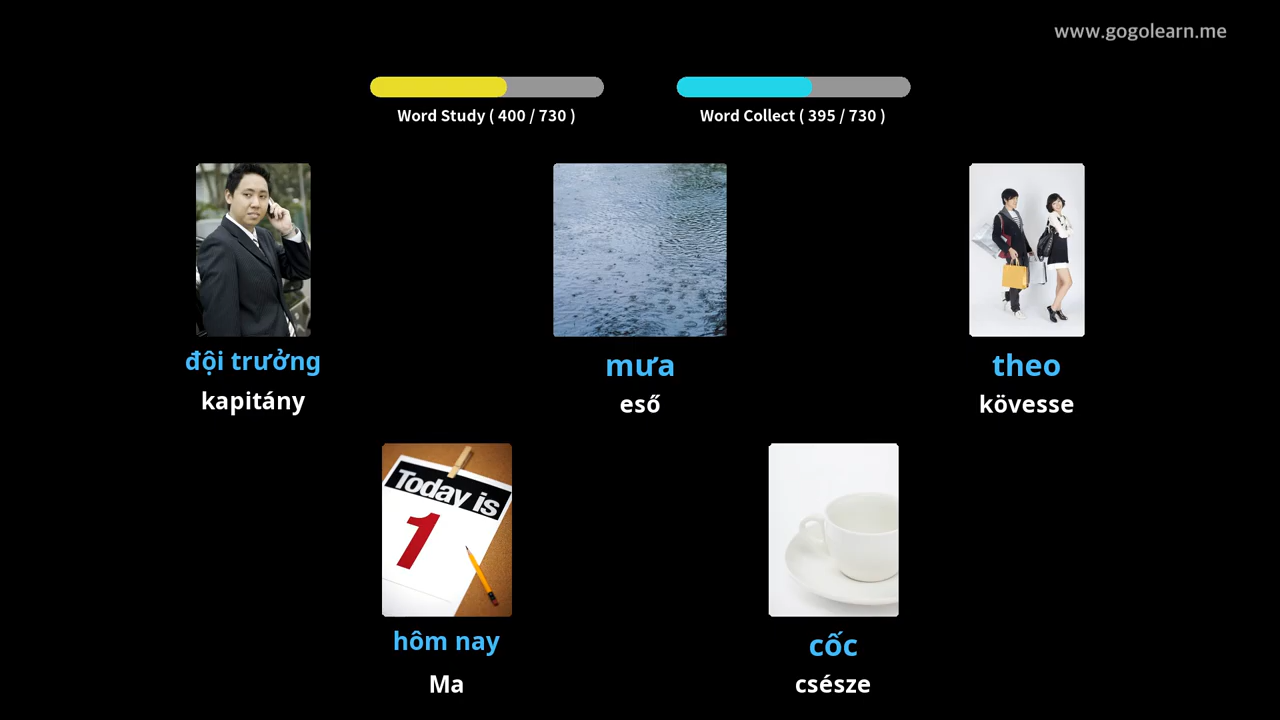 www.gogolearn.me
Word Study ( 400 / 730 )
Word Collect ( 395 / 730 )
đội trưởng
kapitány
mưa
eső
theo
kövesse
Today is
1
hôm nay
Ma
cốc
csésze